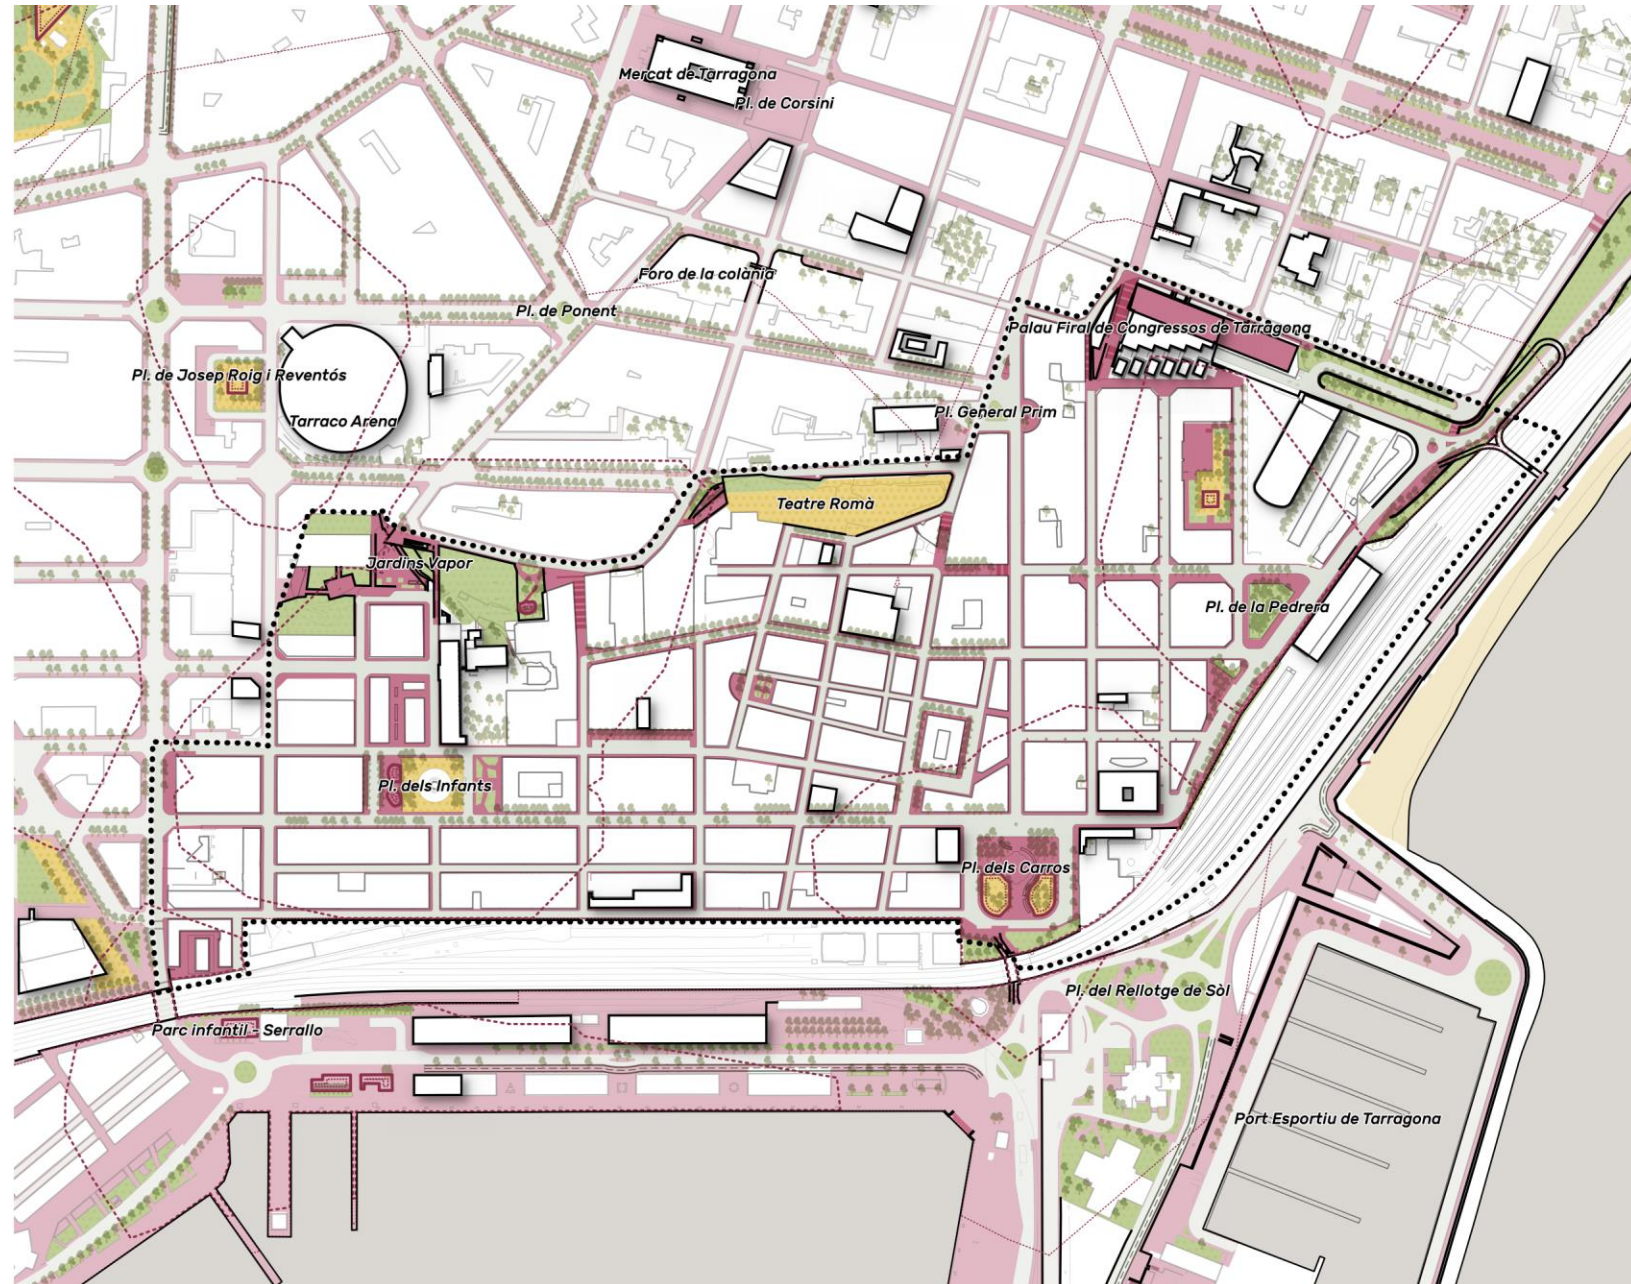 Mercat de Tarragona
Pl. de Corsini
Foro de la colània
Pl. de Ponent
Palau Firal de Congressos de Tarragona
Pl. de Josep Roig i Reventós
Tarraco Arena
Pl. General Prim
Teatre Romà
Jardins Vapor
Pl. de la Pedrera
Pl. dels Infants
Pl. dels Carros
Pl. del Rellotge de Sòl
Parc infantil - Serrallo
Port Esportiu de Tarragona